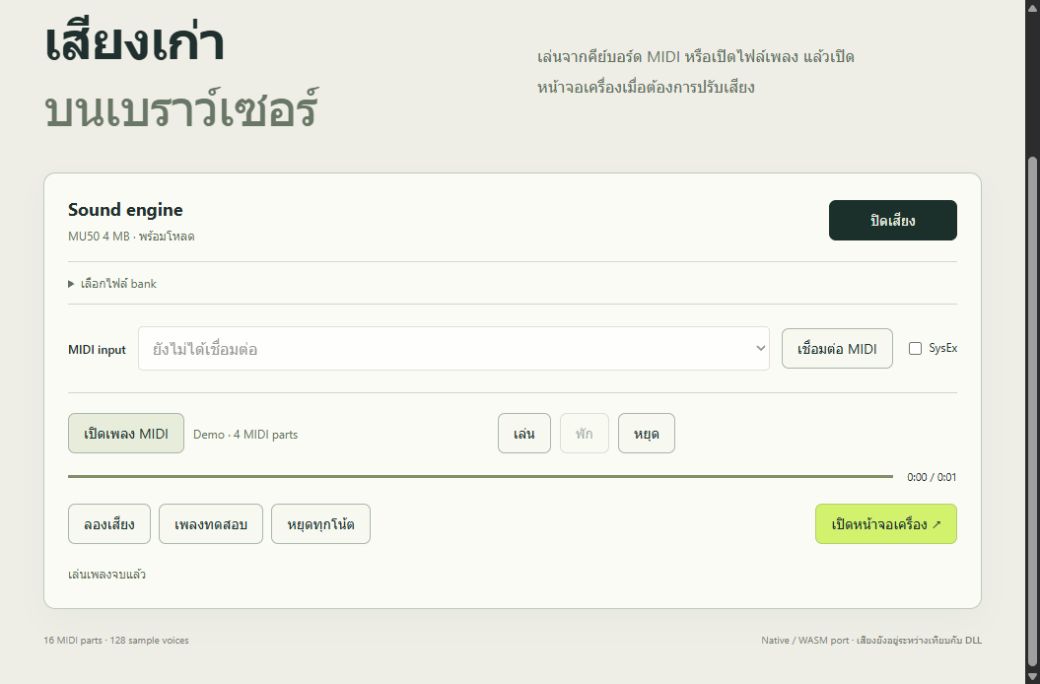 เสียงเก่า
บนเบราว์เซอร์
เล่นจากคีย์บอร์ด MIDI หรือเปิดไฟล์เพลง แล้วเปิด
หน้าจอเครื่องเมื่อต้องการปรับเสียง
Sound engine
MU50 4 MB · พร้อมโหลด
ปิดเสียง
▶ เลือกไฟล์ bank
MIDI input
ยังไม่ได้เชื่อมต่อ
เชื่อมต่อ MIDI
SysEx
เปิดเพลง MIDI
Demo · 4 MIDI parts
เล่น
พัก
หยุด
0:00 / 0:01
ลองเสียง
เพลงทดสอบ
หยุดทุกโน้ต
เปิดหน้าจอเครื่อง ↗
เล่นเพลงจบแล้ว
16 MIDI parts · 128 sample voices
Native / WASM port · เสียงยังอยู่ระหว่างเทียบกับ DLL